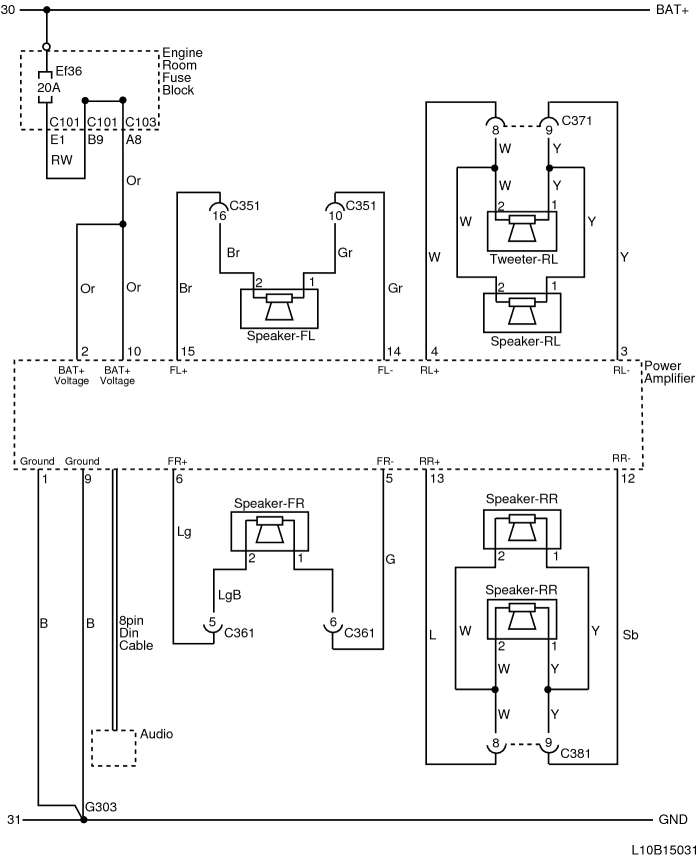 30
BAT+
Engine
Room
Fuse
Block
Ef36
20A
C101
C101
C103
E1
B9
A8
RW
Or
Or
Or
C351
C351
16
10
Br
Gr
Br
Gr
2
1
Speaker-FL
8
9
C371
W
Y
W
Y
W
Y
W
Y
2
1
Tweeter-RL
2
1
Speaker-RL
2
10
15
14
4
3
BAT+
Voltage
BAT+
Voltage
FL+
FL-
RL+
RL-
Power
Amplifier
Ground
Ground
FR+
FR-
RR+
RR-
1
9
6
5
13
12
Speaker-FR
2
1
Lg
G
LgB
5
C361
6
C361
B
B
8pin
Din
Cable
Audio
Speaker-RR
2
1
Speaker-RR
2
1
L
W
Y
Sb
W
Y
W
Y
8
9
C381
G303
31
GND
L10B15031